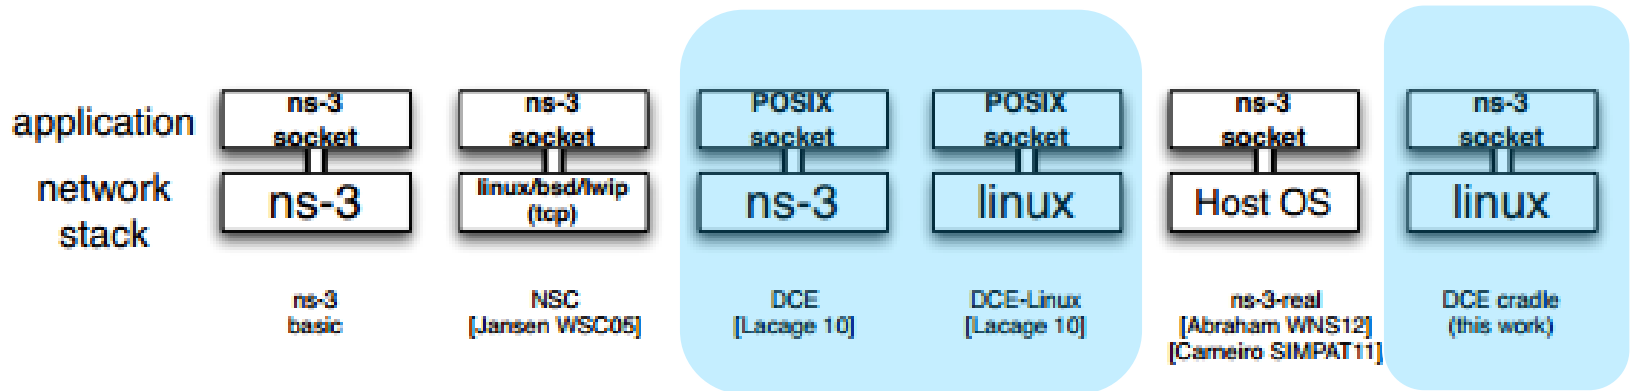 application
network
stack
ns-3
socket
ns-3
ns-3
basic
ns-3
socket
linux/bsd/lwip
(tcp)
NSC
[Jansen WSC05]
POSIX
socket
ns-3
DCE
[Lacage 10]
POSIX
socket
linux
DCE-Linux
[Lacage 10]
ns-3
socket
Host OS
ns-3-real
[Abraham WNS12]
[Carneiro SIMPAT11]
ns-3
socket
linux
DCE cradle
(this work)